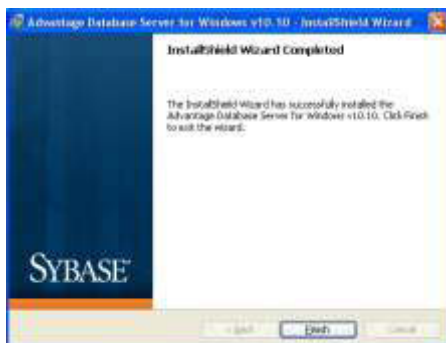 Advantage Database Server for Windows v10.10 - InstallShield Wizard
InstallShield Wizard Completed
The InstallShield Wizard has successfully installed the
Advantage Database Server for Windows v10.10. Click Finish
to exit the wizard.
SYBASE
< Back
Finish
Cancel